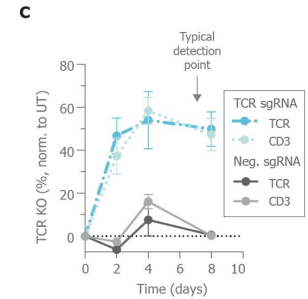 C
Typical
detection
point
80
60
40
20
0
TCR KO (%, norm. to UT)
0 2 4 6 8 10
Time (days)
TCR sgRNA
TCR
CD3
Neg. sgRNA
TCR
CD3